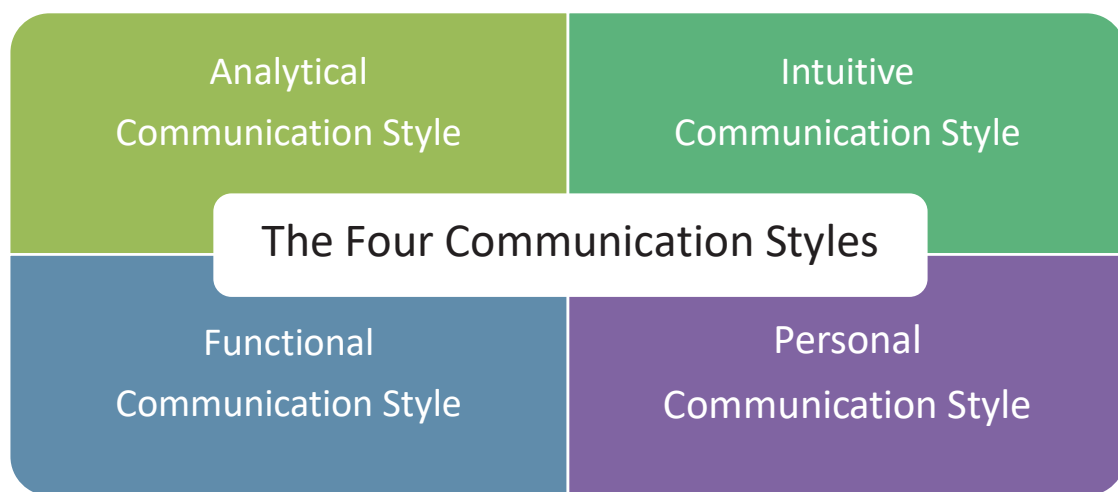 Analytical
Communication Style
Intuitive
Communication Style
The Four Communication Styles
Functional
Communication Style
Personal
Communication Style